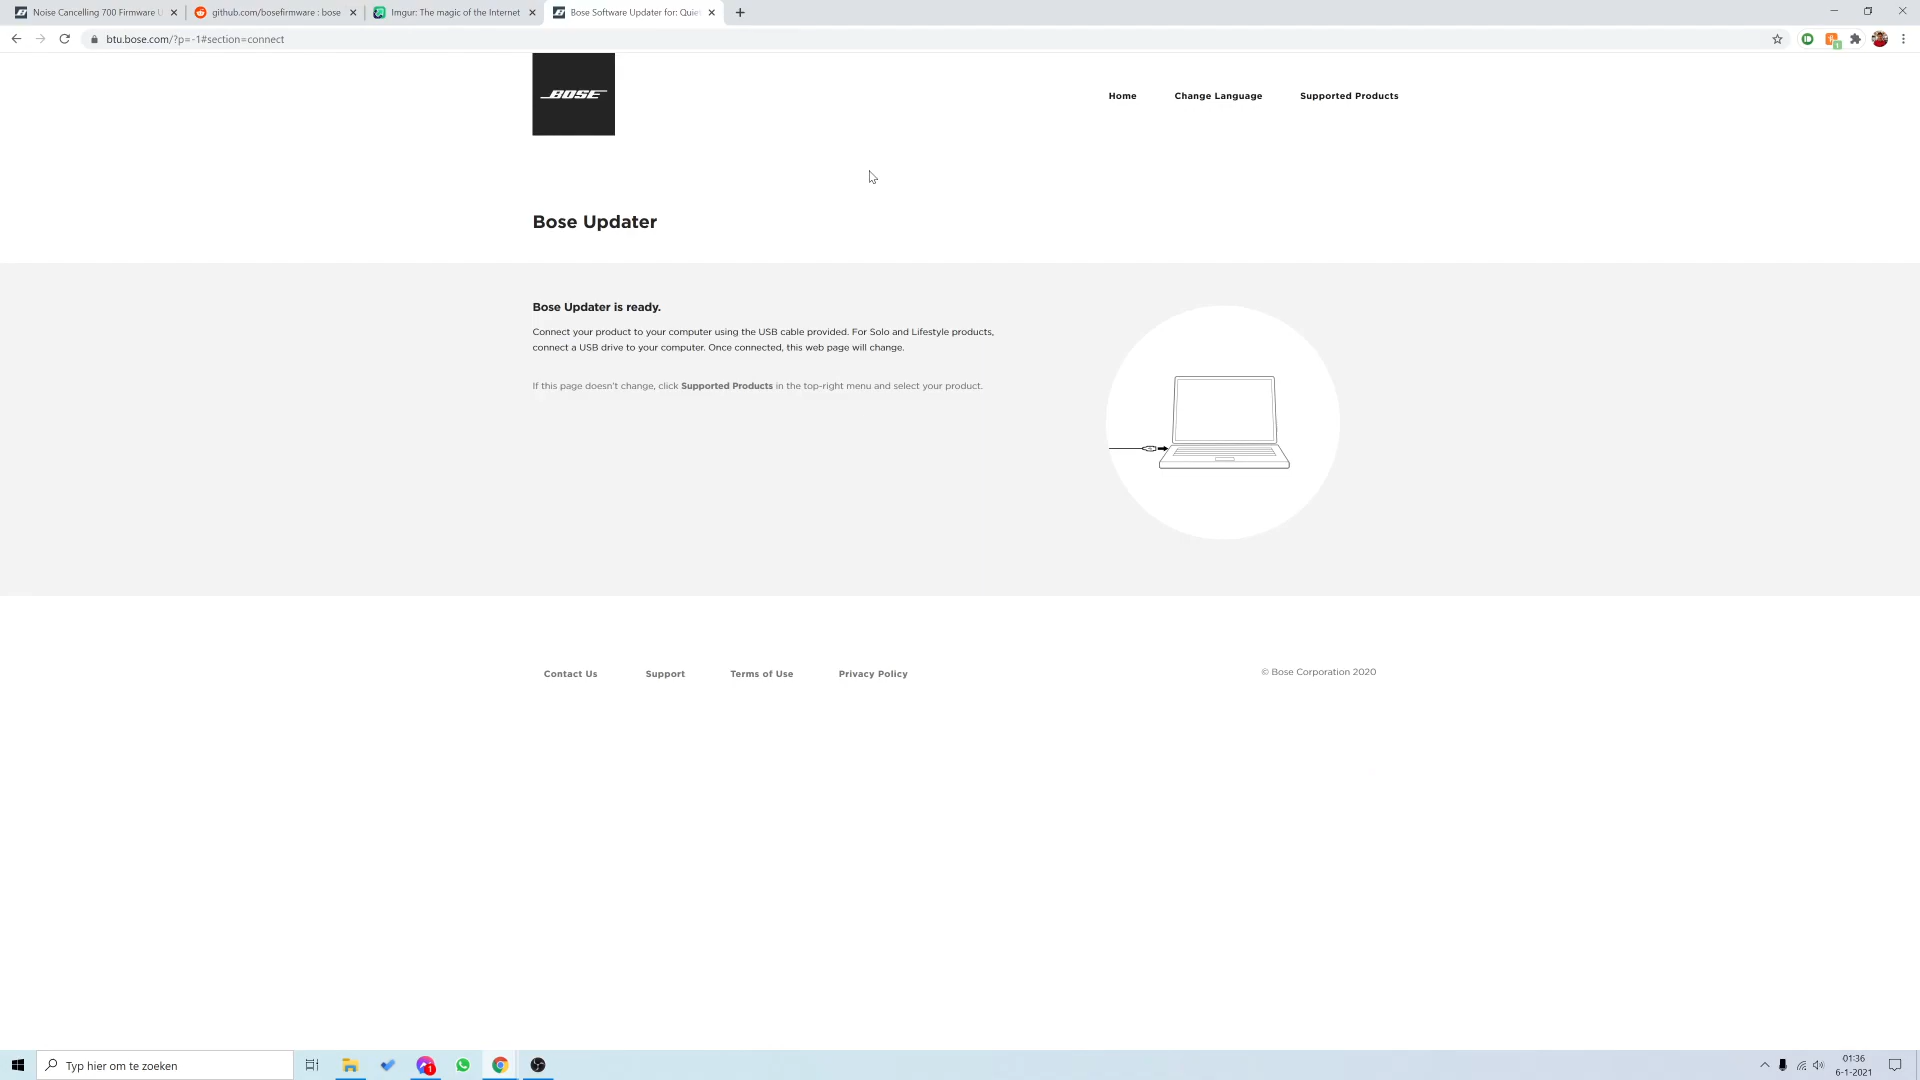 Noise Cancelling 700 Firmware U
github.com/bosefirmware : bose
Imgur: The magic of the Internet
Bose Software Updater for: Quie
btu.bose.com/?p=-1#section=connect
1
BOSE
Home
Change Language
Supported Products
Bose Updater
Bose Updater is ready.
Connect your product to your computer using the USB cable provided. For Solo and Lifestyle products,
connect a USB drive to your computer. Once connected, this web page will change.
If this page doesn't change, click Supported Products in the top-right menu and select your product.
Contact Us
Support
Terms of Use
Privacy Policy
© Bose Corporation 2020
Typ hier om te zoeken
1
01:36
6-1-2021